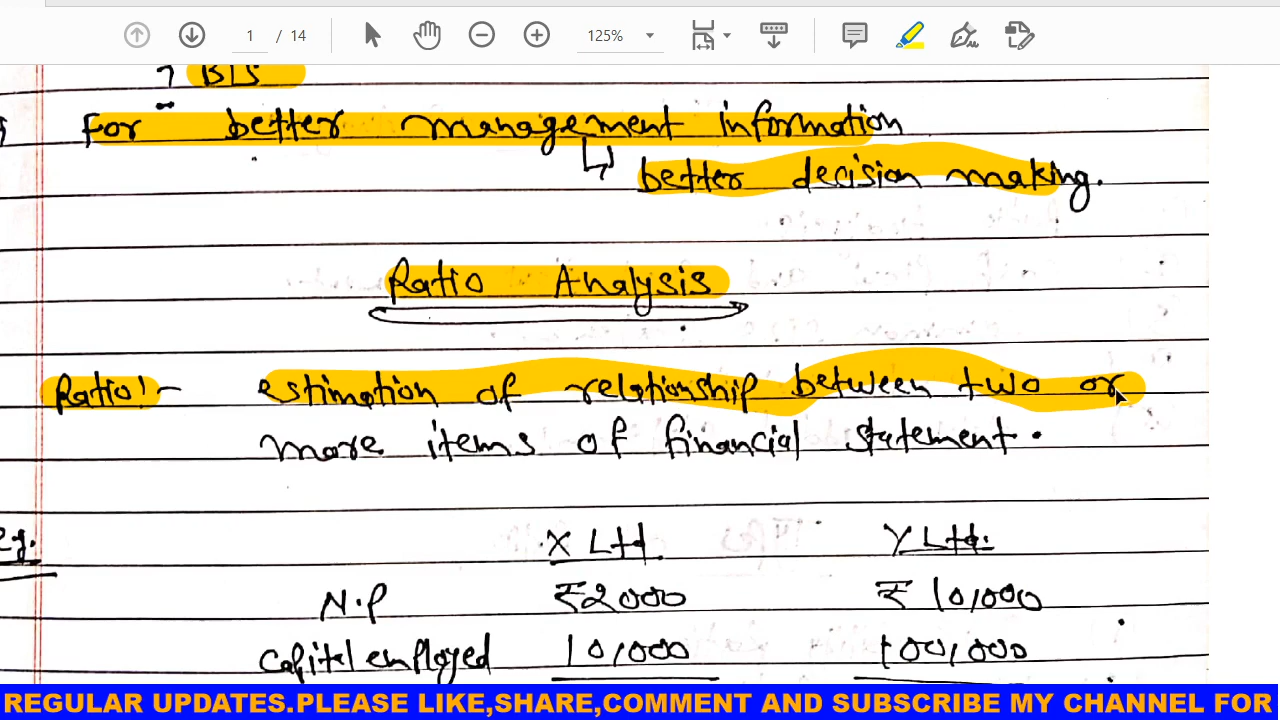 1 / 14
125%
→ B/S
For better management information
↳ better decision making.
Ratio Analysis
Ratio:- estimation of relationship between two or
more items of financial statement.
Eg.
X Ltd. Y Ltd.
N.P ₹2000 ₹ 10,000
Capital employed 10,000 100,000
REGULAR UPDATES.PLEASE LIKE,SHARE,COMMENT AND SUBSCRIBE MY CHANNEL FOR